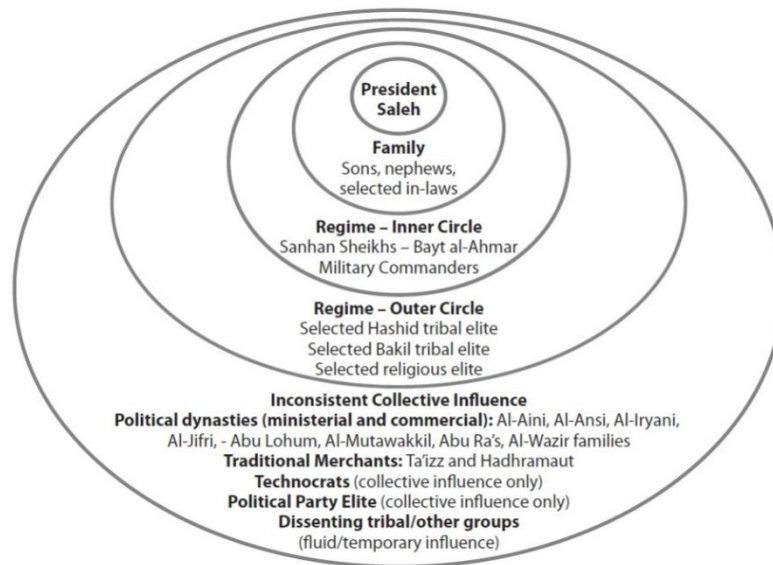 President
Saleh
Family
Sons, nephews,
selected in-laws
Regime – Inner Circle
Sanhan Sheikhs – Bayt al-Ahmar
Military Commanders
Regime – Outer Circle
Selected Hashid tribal elite
Selected Bakil tribal elite
Selected religious elite
Inconsistent Collective Influence
Political dynasties (ministerial and commercial): Al-Aini, Al-Ansi, Al-Iryani,
Al-Jifri, - Abu Lohum, Al-Mutawakkil, Abu Ra’s, Al-Wazir families
Traditional Merchants: Ta’izz and Hadhramaut
Technocrats (collective influence only)
Political Party Elite (collective influence only)
Dissenting tribal/other groups
(fluid/temporary influence)